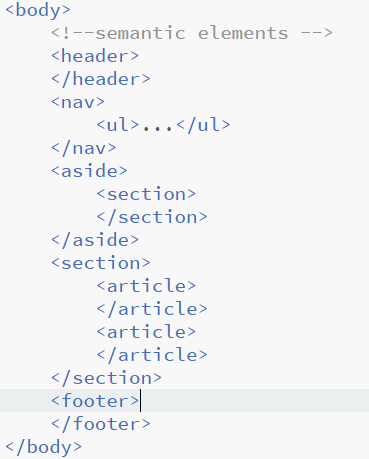 <body>
    <!--semantic elements -->
    <header>
    </header>
    <nav>
        <ul>...</ul>
    </nav>
    <aside>
        <section>
        </section>
    </aside>
    <section>
        <article>
        </article>
        <article>
        </article>
    </section>
    <footer>
    </footer>
</body>